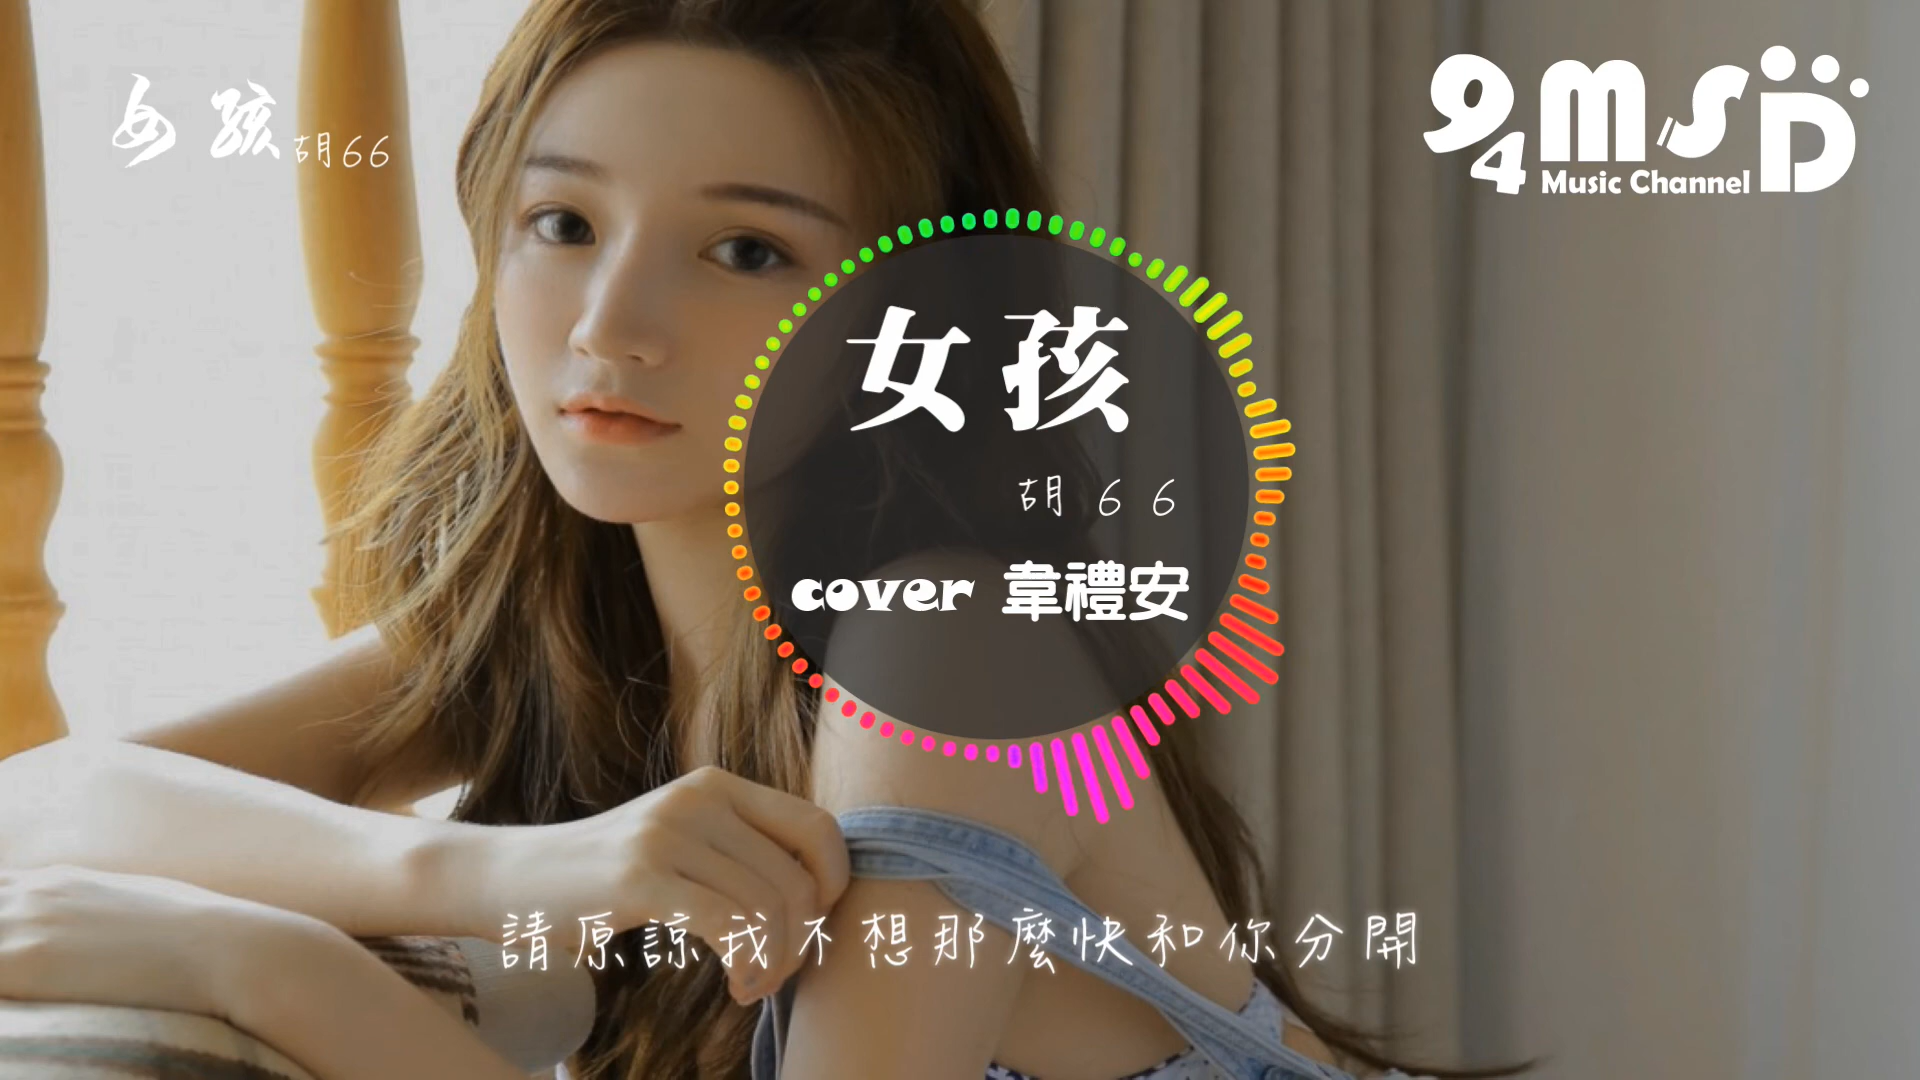 女孩 胡66
94MSD
Music Channel
女孩
胡66
cover 韋禮安
請原諒我不想那麼快和你分開